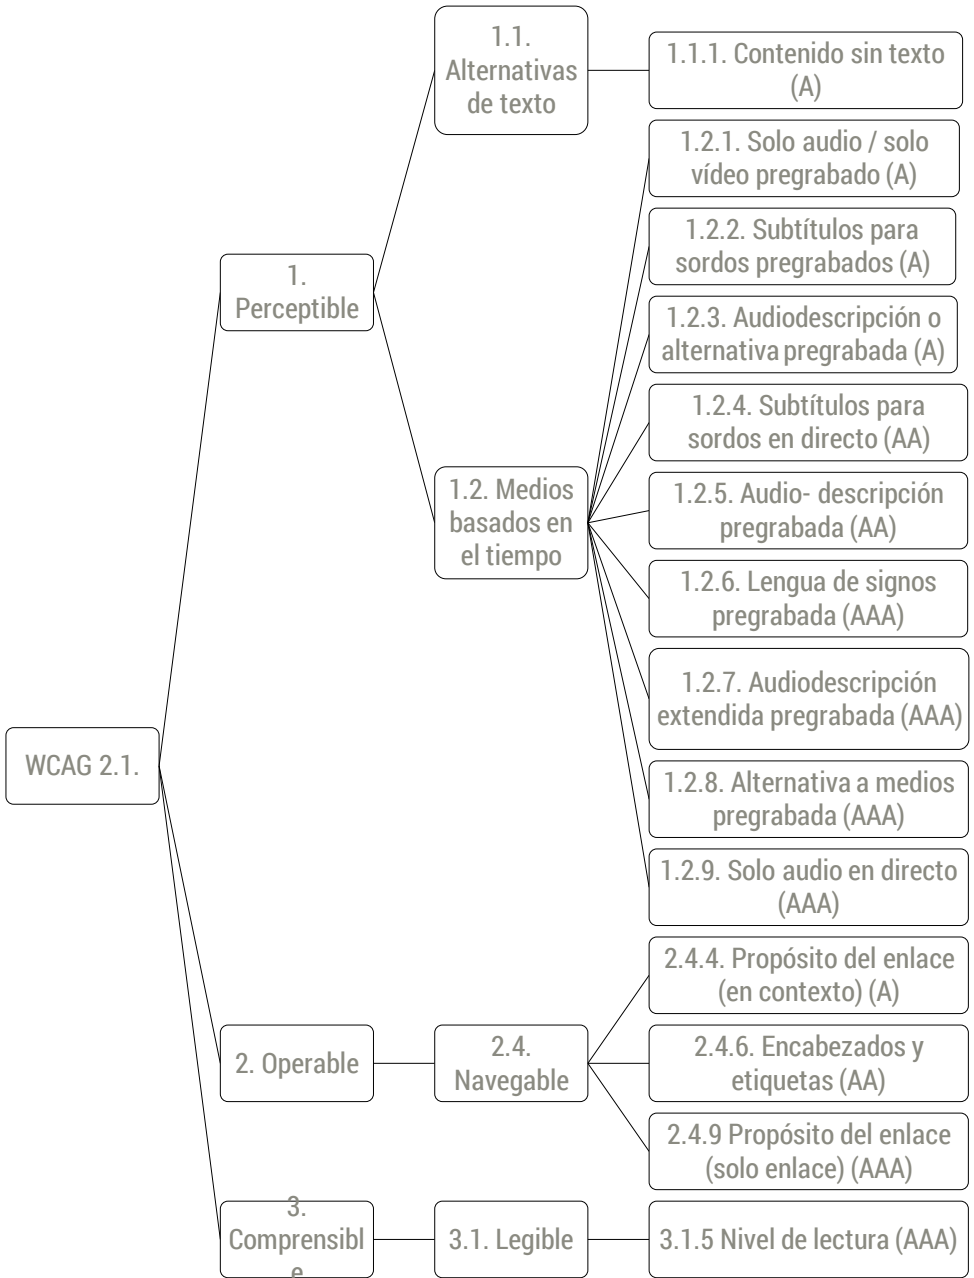 WCAG 2.1.
1.
Perceptible
1.1.
Alternativas
de texto
1.1.1. Contenido sin texto
(A)
1.2. Medios
basados en
el tiempo
1.2.1. Solo audio / solo
vídeo pregrabado (A)
1.2.2. Subtítulos para
sordos pregrabados (A)
1.2.3. Audiodescripción o
alternativa pregrabada (A)
1.2.4. Subtítulos para
sordos en directo (AA)
1.2.5. Audio- descripción
pregrabada (AA)
1.2.6. Lengua de signos
pregrabada (AAA)
1.2.7. Audiodescripción
extendida pregrabada (AAA)
1.2.8. Alternativa a medios
pregrabada (AAA)
1.2.9. Solo audio en directo
(AAA)
2. Operable
2.4.
Navegable
2.4.4. Propósito del enlace
(en contexto) (A)
2.4.6. Encabezados y
etiquetas (AA)
2.4.9 Propósito del enlace
(solo enlace) (AAA)
3.
Comprensibl
e
3.1. Legible
3.1.5 Nivel de lectura (AAA)